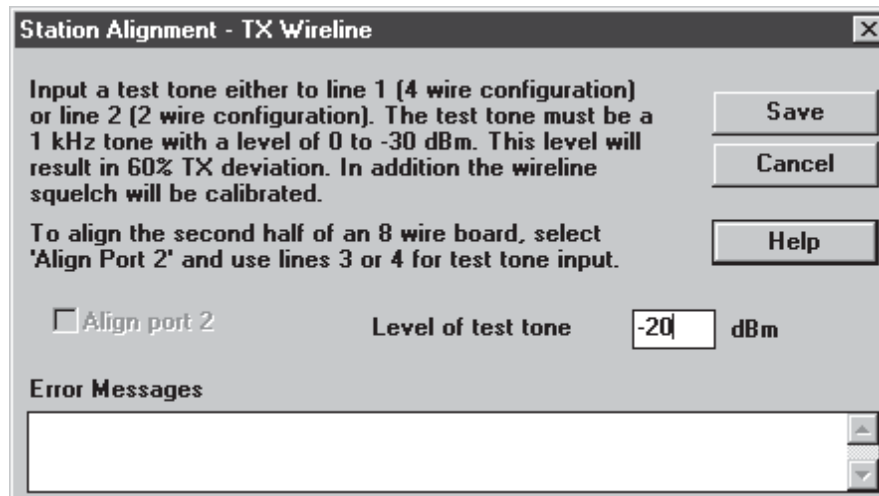 Station Alignment - TX Wireline
Input a test tone either to line 1 (4 wire configuration)
or line 2 (2 wire configuration). The test tone must be a
1 kHz tone with a level of 0 to -30 dBm. This level will
result in 60% TX deviation. In addition the wireline
squelch will be calibrated.
Save
Cancel
To align the second half of an 8 wire board, select
'Align Port 2' and use lines 3 or 4 for test tone input.
Help
Align port 2
Level of test tone
-20
dBm
Error Messages